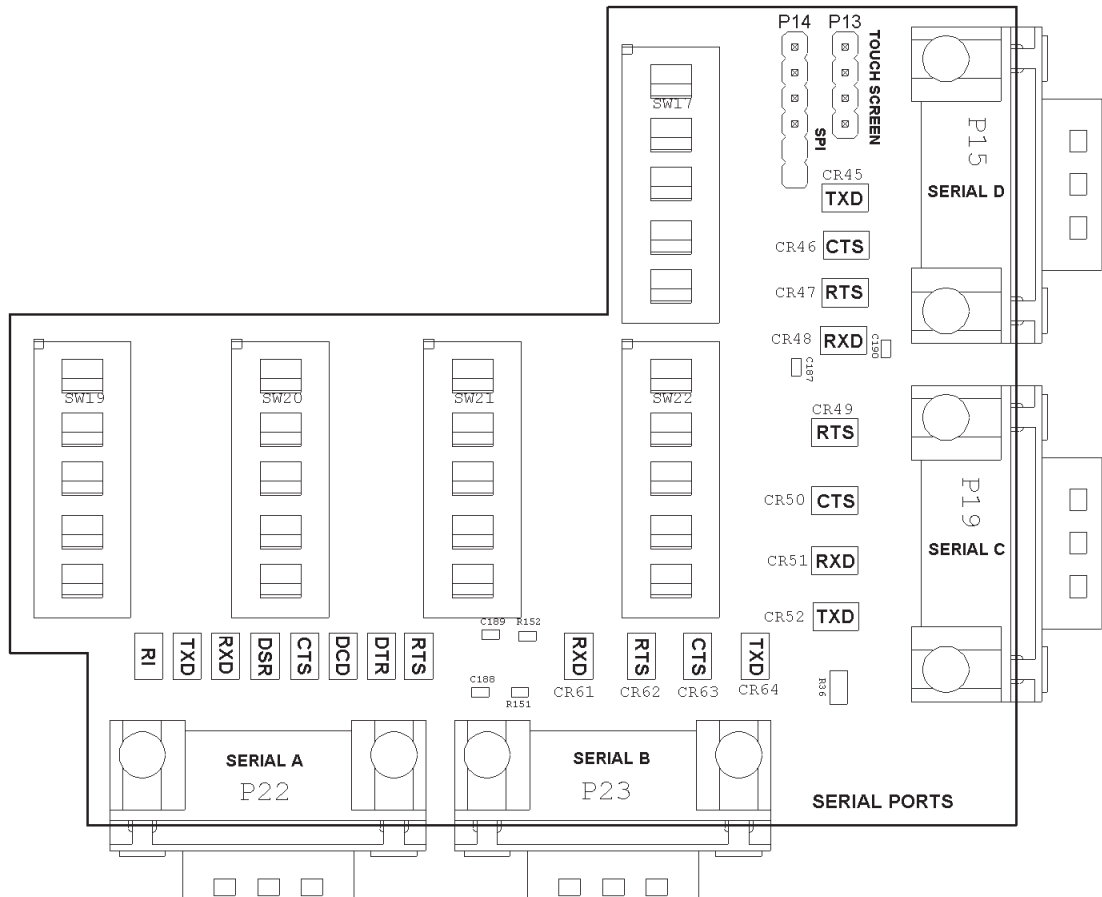 P14 P13
TOUCH SCREEN
SPI
SW17
P15
SERIAL D
CR45
TXD
CR46 CTS
CR47 RTS
CR48 RXD
C190
C187
SW19 SW20 SW21 SW22
CR49
RTS
P19
SERIAL C
CR50 CTS
CR51 RXD
CR52 TXD
C189 R152
RI TXD RXD DSR CTS DCD DTR RTS
RXD RTS CTS TXD
CR61 CR62 CR63 CR64
C188
R151
R36
SERIAL A
P22
SERIAL B
P23
SERIAL PORTS